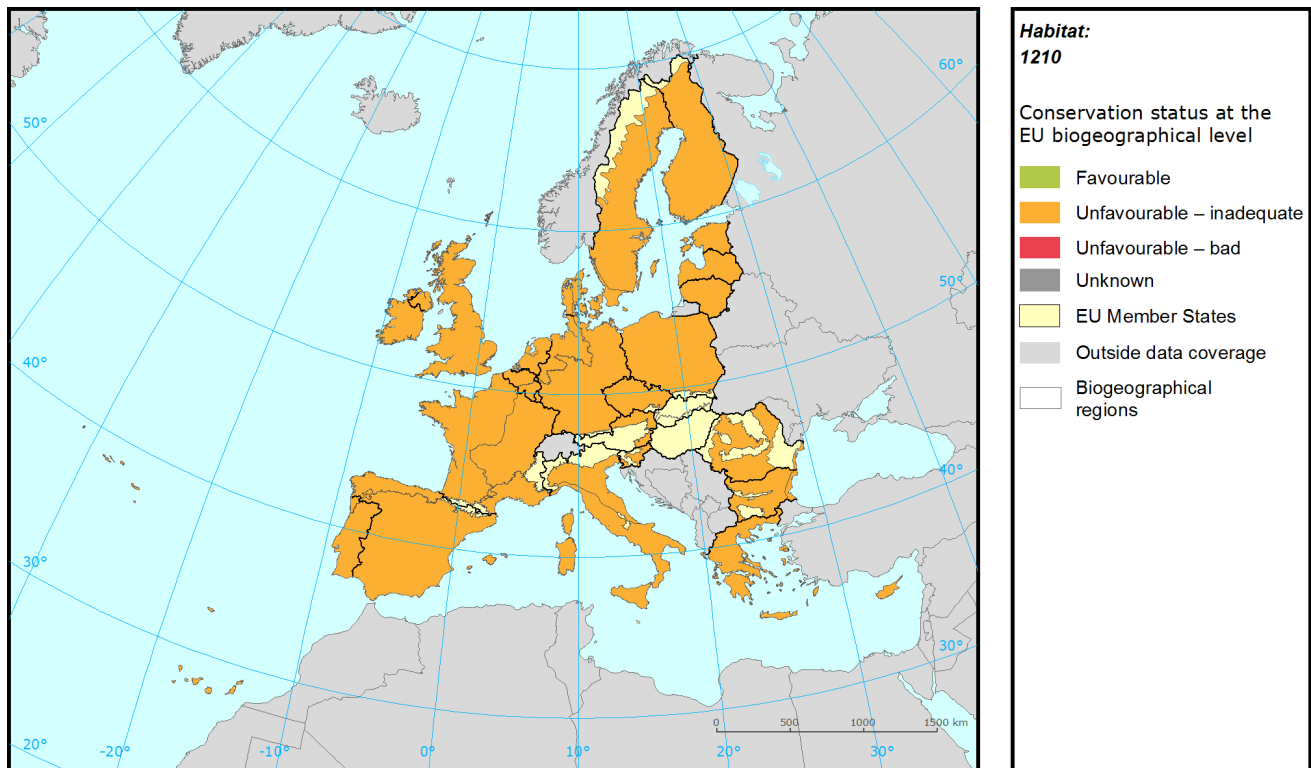 60°
50°
50°
40°
40°
30°
30°
20°
-20°
-10°
0°
10°
20°
30°
0 500 1000 1500 km
Habitat:
1210
Conservation status at the
EU biogeographical level
Favourable
Unfavourable – inadequate
Unfavourable – bad
Unknown
EU Member States
Outside data coverage
Biogeographical
regions